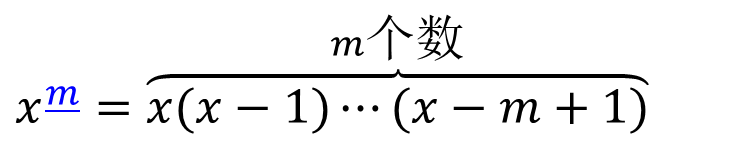 m个数
x^m = x(x − 1) ⋯ (x − m + 1)